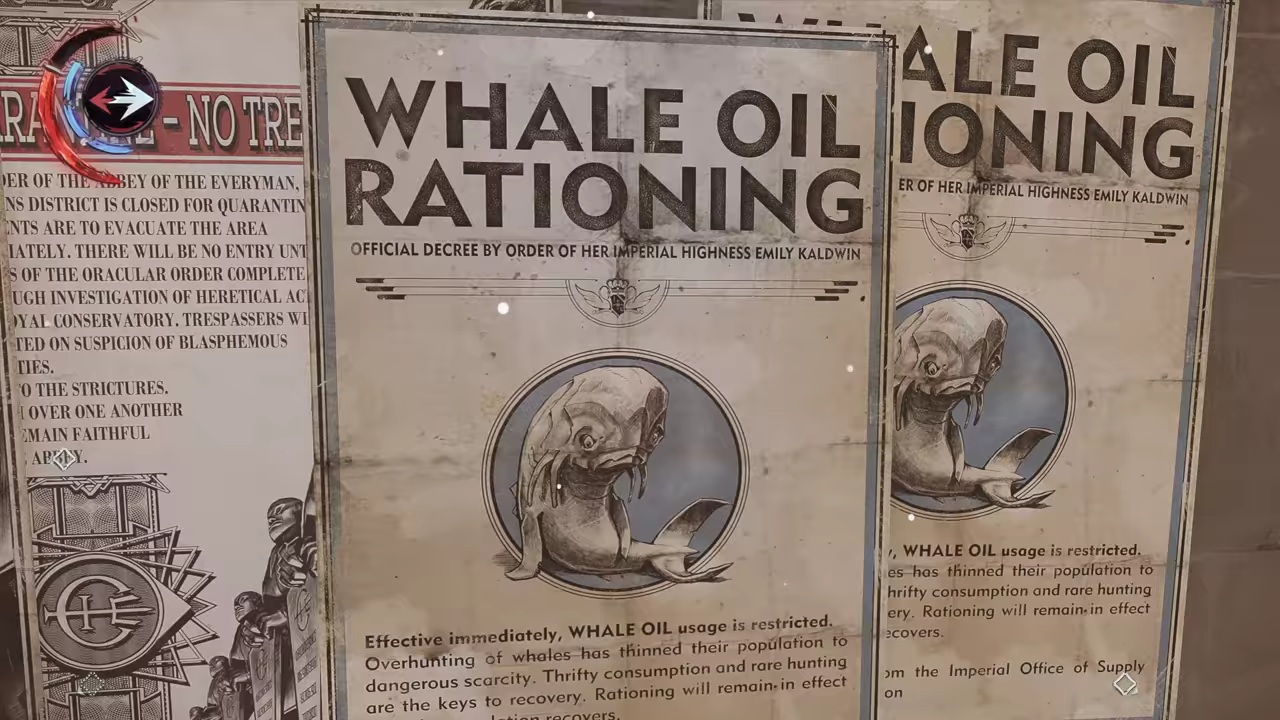 - NO TRE
DER OF THE ABBEY OF THE EVERYMAN,
NS DISTRICT IS CLOSED FOR QUARANTIN
ENTS ARE TO EVACUATE THE AREA
IATELY. THERE WILL BE NO ENTRY UNT
S OF THE ORACULAR ORDER COMPLETE
UGH INVESTIGATION OF HERETICAL AC
OYAL CONSERVATORY. TRESPASSERS WI
TED ON SUSPICION OF BLASPHEMOUS
TIES.
O THE STRICTURES.
OVER ONE ANOTHER
EMAIN FAITHFUL
ABBEY.
WHALE OIL
RATIONING
OFFICIAL DECREE BY ORDER OF HER IMPERIAL HIGHNESS EMILY KALDWIN
Effective immediately, WHALE OIL usage is restricted.
Overhunting of whales has thinned their population to
dangerous scarcity. Thrifty consumption and rare hunting
are the keys to recovery. Rationing will remain in effect
recovers.
WHALE OIL
IONING
ER OF HER IMPERIAL HIGHNESS EMILY KALDWIN
y, WHALE OIL usage is restricted.
es has thinned their population to
hrifty consumption and rare hunting
ery. Rationing will remain in effect
ecovers.
om the Imperial Office of Supply
on